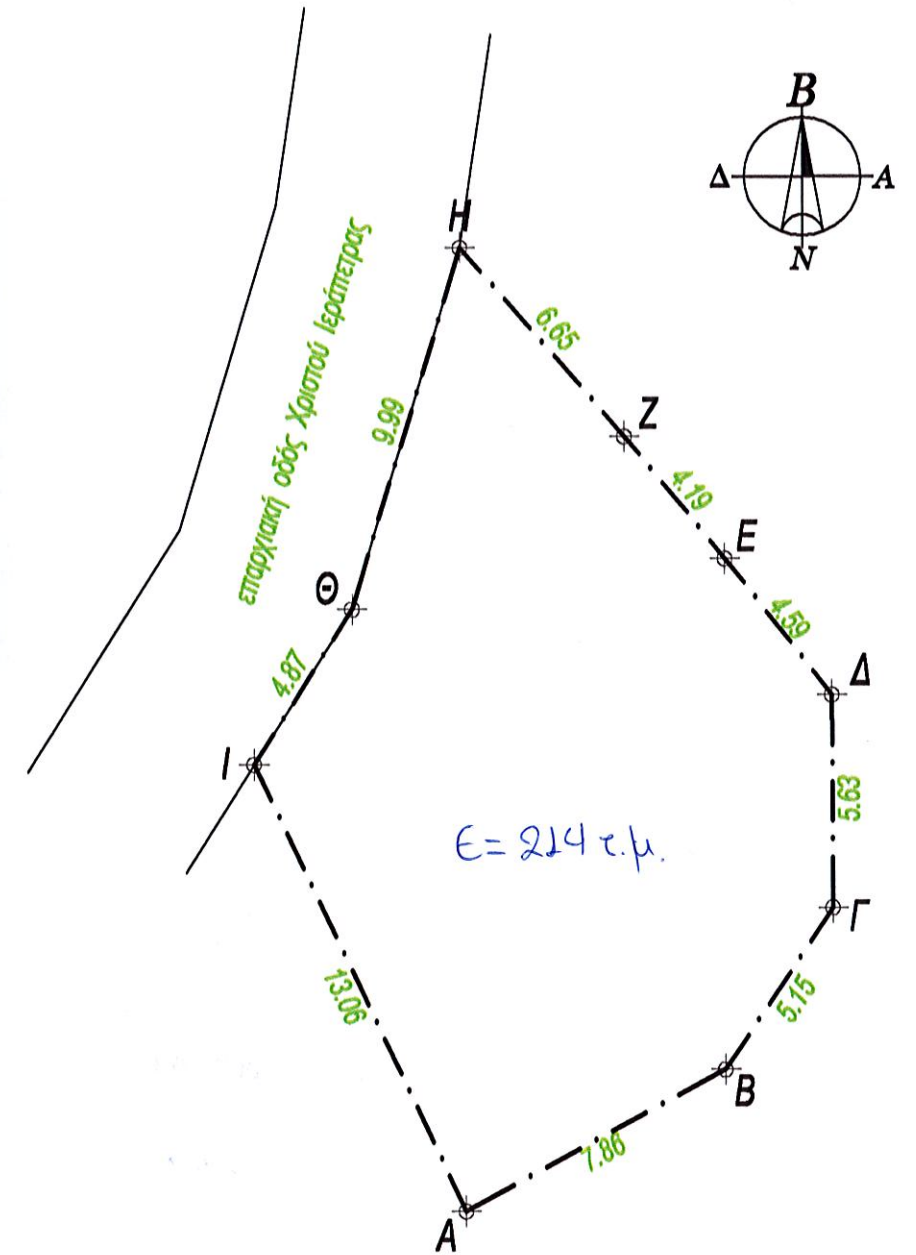 Β
Δ Α
Ν
Η
επαρχιακή οδός Χριστού Ιεράπετρας
6.65
9.99
Ζ
4.19
Ε
Θ
4.59
4.87
Δ
Ι
5.63
Ε= 214 τ.μ.
Γ
13.06
5.15
Β
7.86
Α